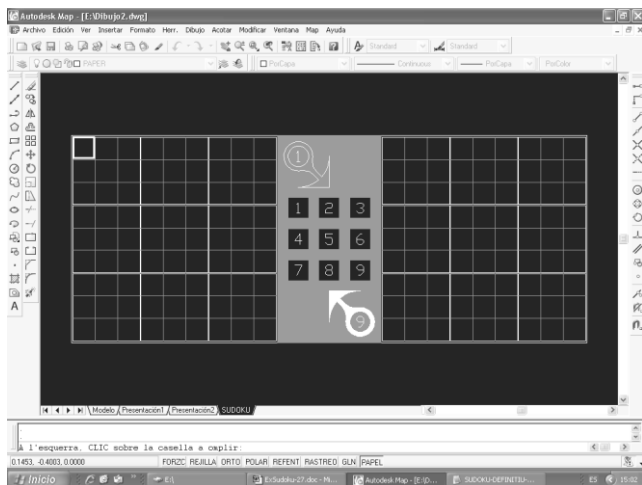 Autodesk Map - [E:\Dibujo2.dwg]
Archivo Edición Ver Insertar Formato Herr. Dibujo Acotar Modificar Ventana Map Ayuda
Standard Standard
PAPER PorCapa Continuous PorCapa PorColor
1
1 2 3
4 5 6
7 8 9
9
Modelo Presentación1 Presentación2 SUDOKU
A l'esquerra, CLIC sobre la casella a omplir:
0.1453, -0.4003, 0.0000 FORZC REJILLA ORTO POLAR REFENT RASTREO GLN PAPEL
Inicio E:\ ExSudoku-27.doc - Mi... Autodesk Map - [E:\D... SUDOKU-DEFINITIU-... ES